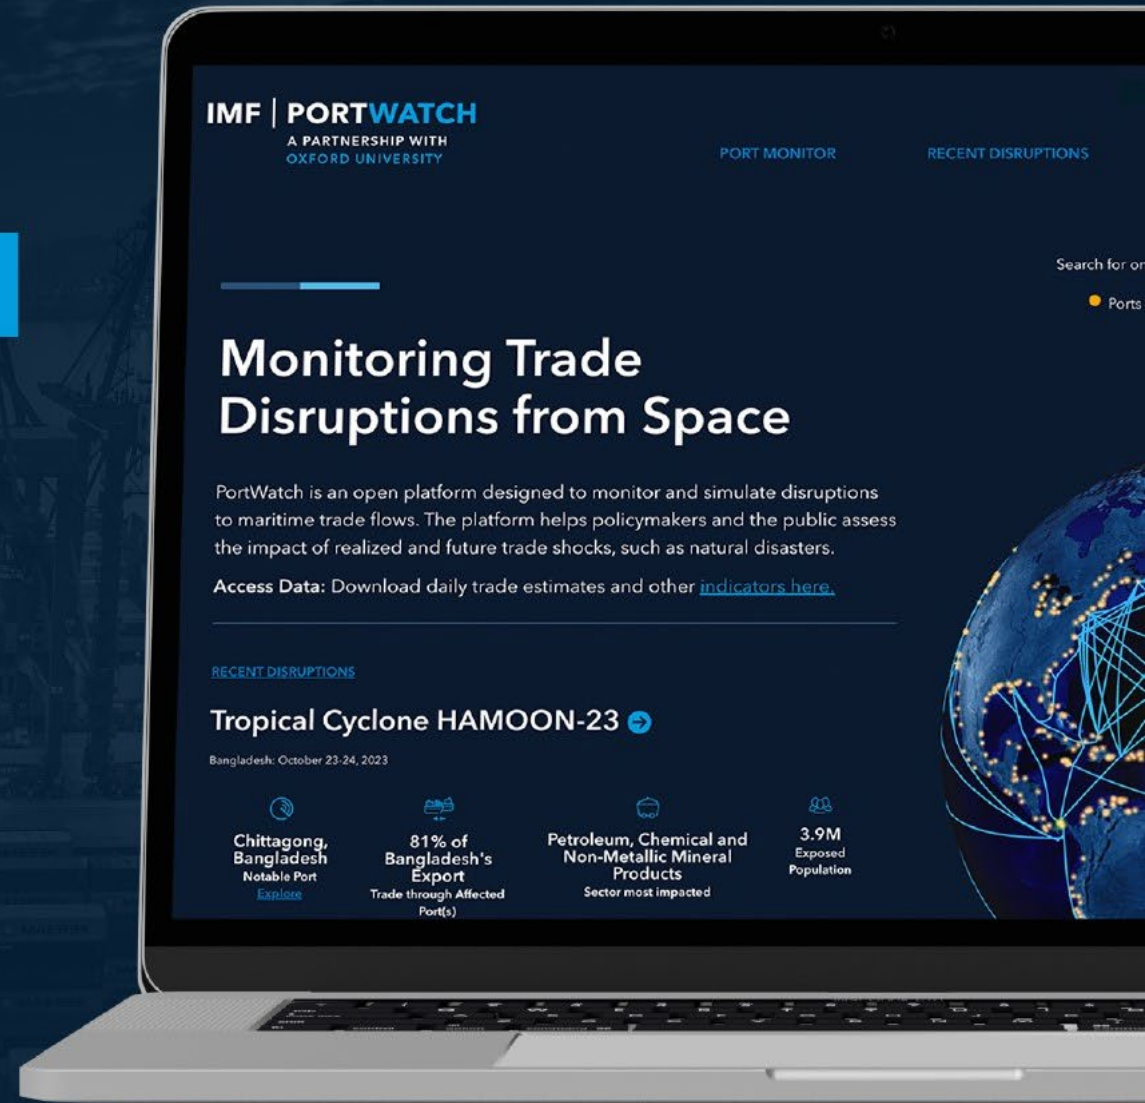 IMF | PORTWATCH
A PARTNERSHIP WITH
OXFORD UNIVERSITY
PORT MONITOR
RECENT DISRUPTIONS
Search for
Ports
Monitoring Trade
Disruptions from Space
PortWatch is an open platform designed to monitor and simulate disruptions
to maritime trade flows. The platform helps policymakers and the public assess
the impact of realized and future trade shocks, such as natural disasters.
Access Data: Download daily trade estimates and other indicators here.
RECENT DISRUPTIONS
Tropical Cyclone HAMOON-23
Bangladesh: October 23-24, 2023
Chittagong,
Bangladesh
Notable Port
Explore
81% of
Bangladesh's
Export
Trade through Affected
Port(s)
Petroleum, Chemical and
Non-Metallic Mineral
Products
Sector most impacted
3.9M
Exposed
Population